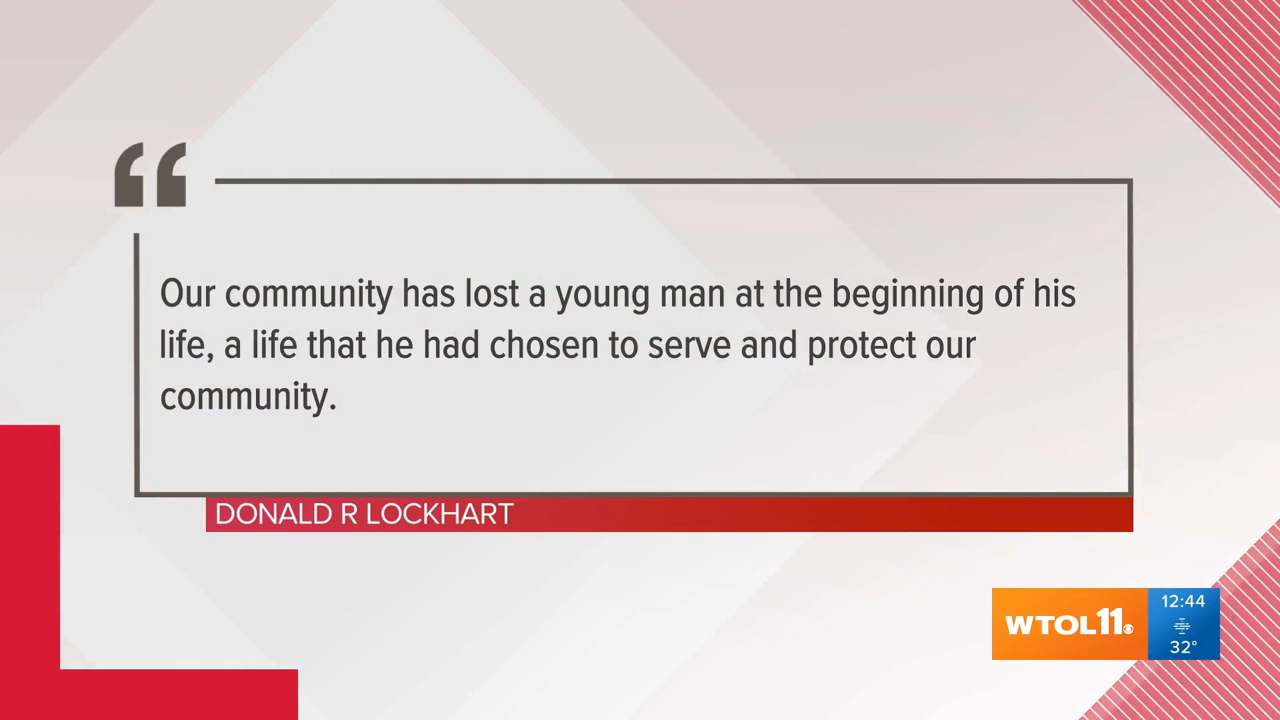 “
Our community has lost a young man at the beginning of his
life, a life that he had chosen to serve and protect our
community.
DONALD R LOCKHART
WTOL11
12:44
32°